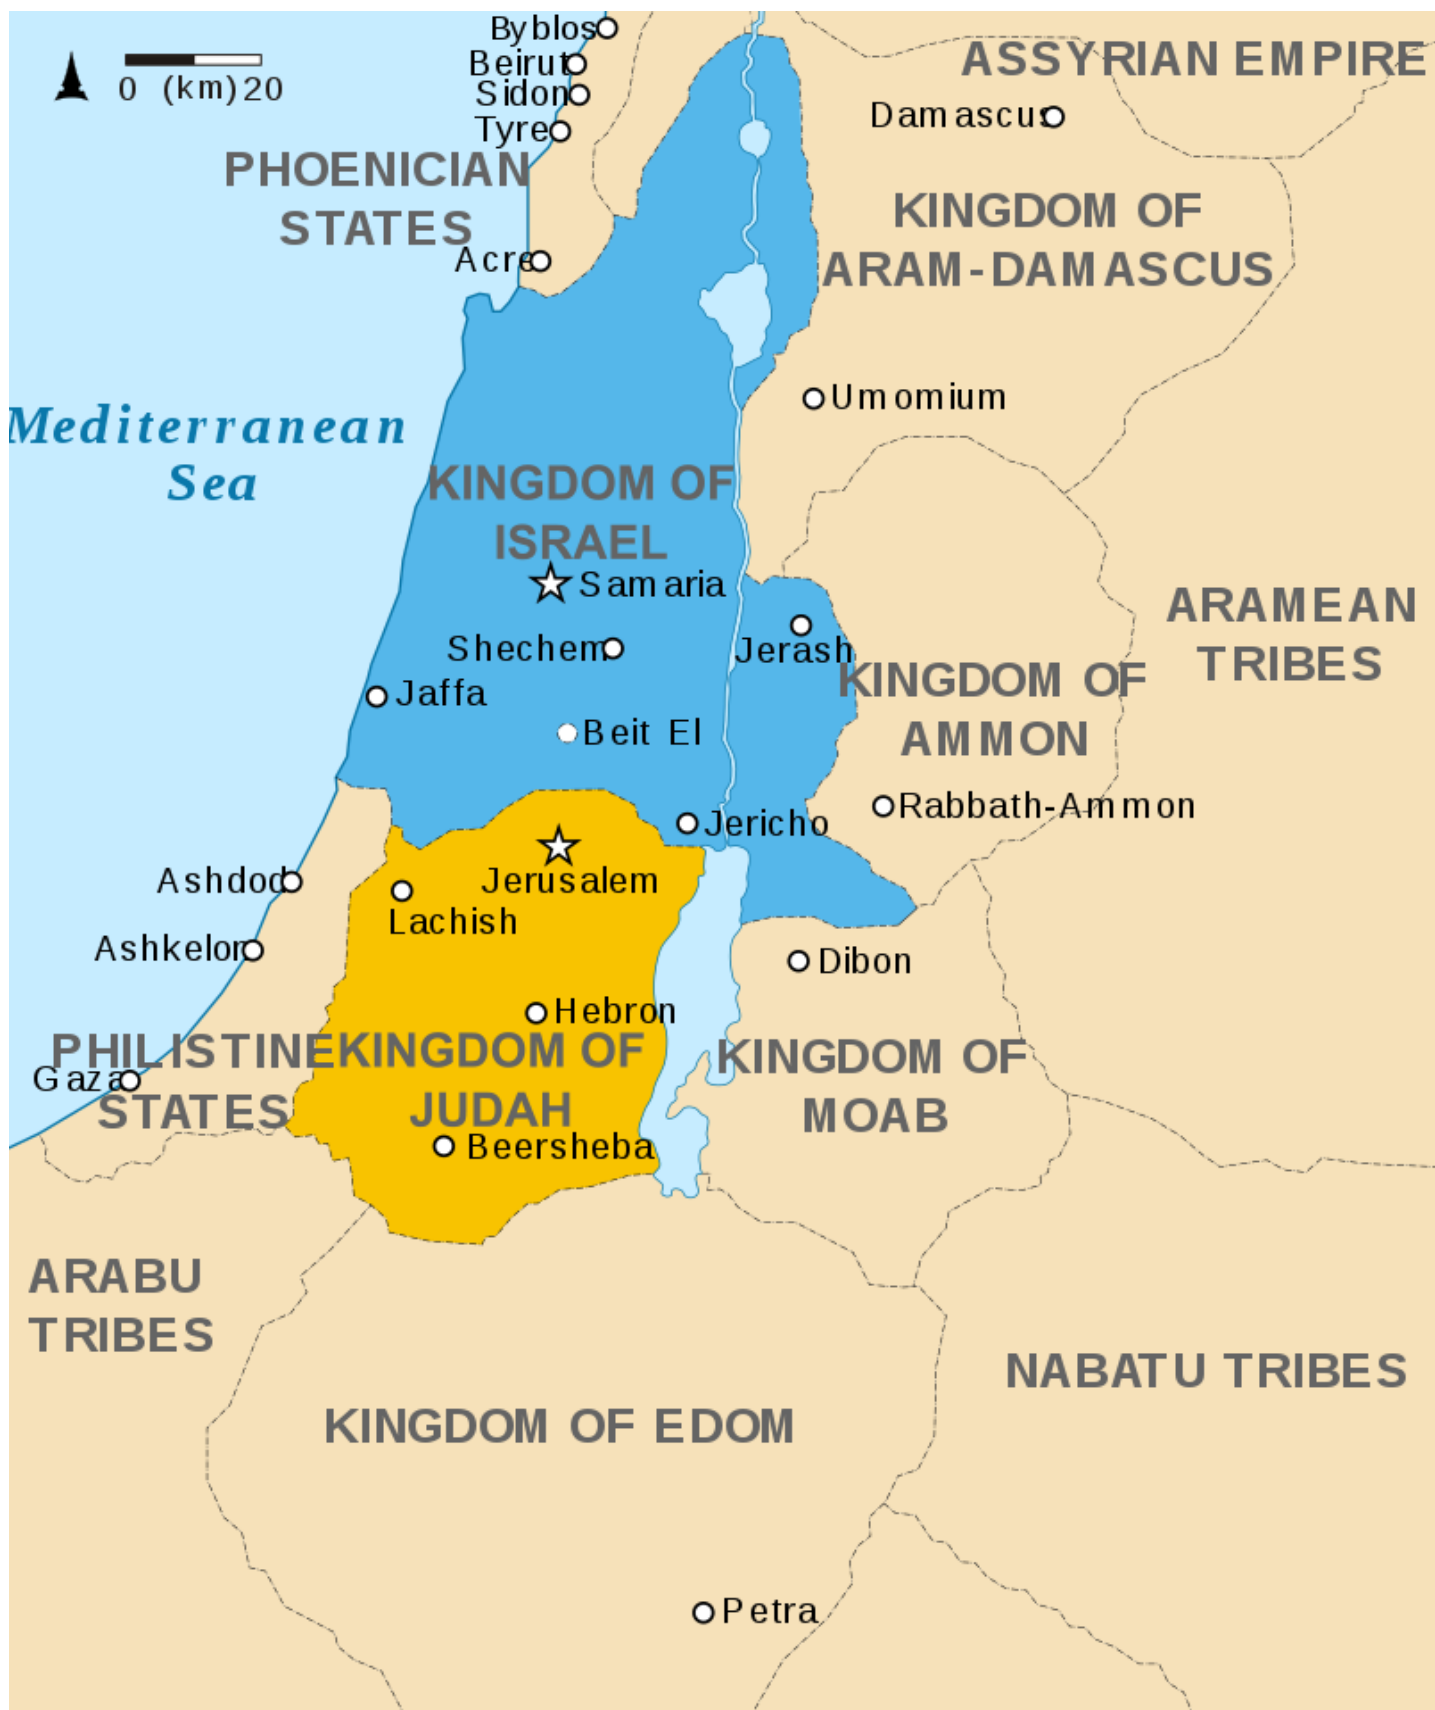 Byblos
Beirut
Sidon
Tyre
0 (km) 20
ASSYRIAN EMPIRE
Damascus
PHOENICIAN
STATES
KINGDOM OF
ARAM-DAMASCUS
Acre
Umomium
Mediterranean
Sea
KINGDOM OF
ISRAEL
Samaria
Shechem
Jerash
ARAMEAN
TRIBES
Jaffa
KINGDOM OF
AMMON
Beit El
Rabbath-Ammon
Jericho
Jerusalem
Ashdod
Lachish
Ashkelon
Dibon
Hebron
PHILISTINE
STATES
Gaza
KINGDOM OF
JUDAH
KINGDOM OF
MOAB
Beersheba
ARABU
TRIBES
NABATU TRIBES
KINGDOM OF EDOM
Petra